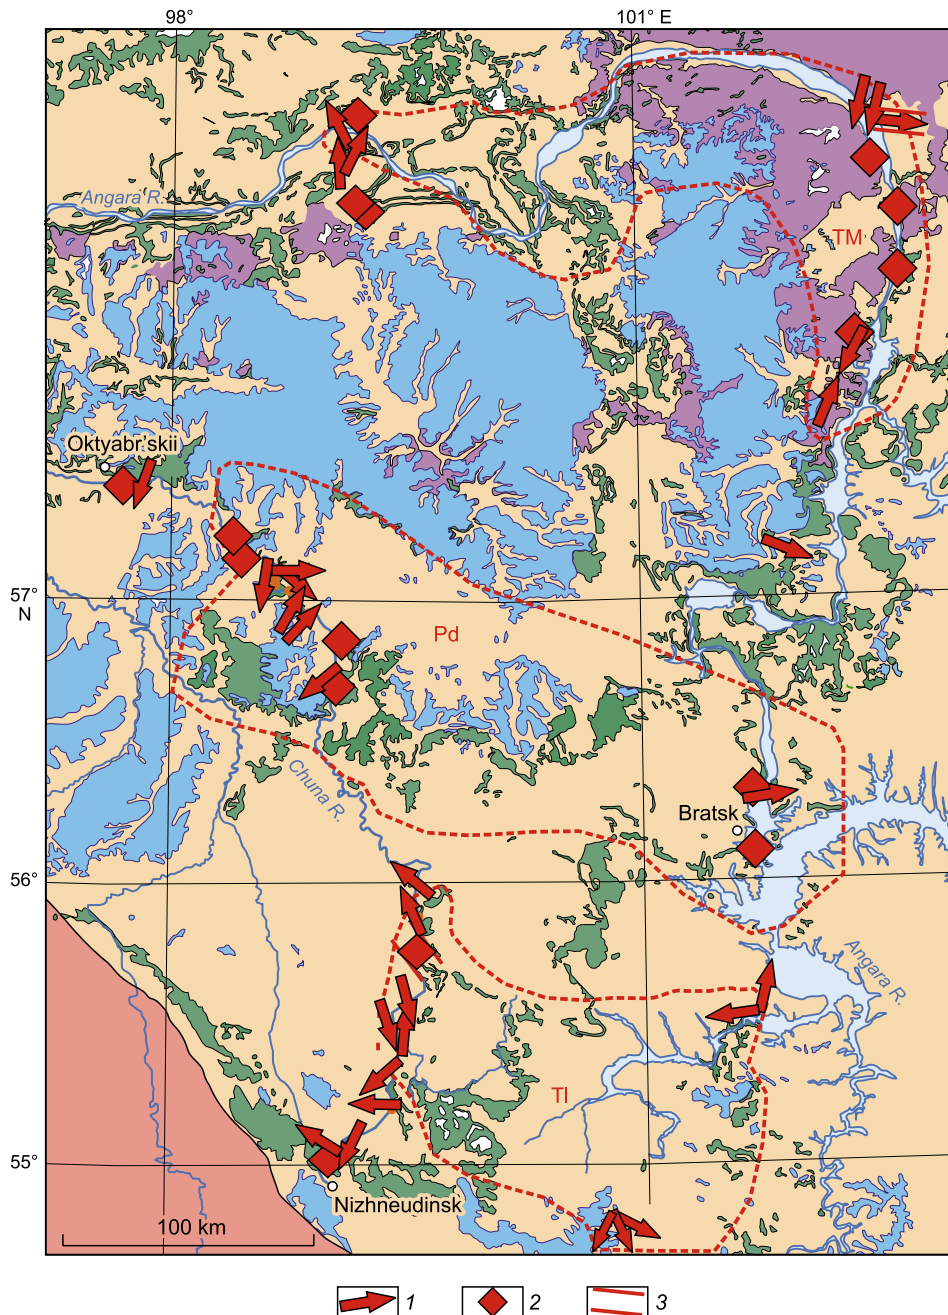 98°
101° E
Angara R.
TM
Oktyabr'skii
57°
N
Pd
Chuna R.
Bratsk
56°
Angara R.
Tl
55°
Nizhneudinsk
100 km
1
2
3